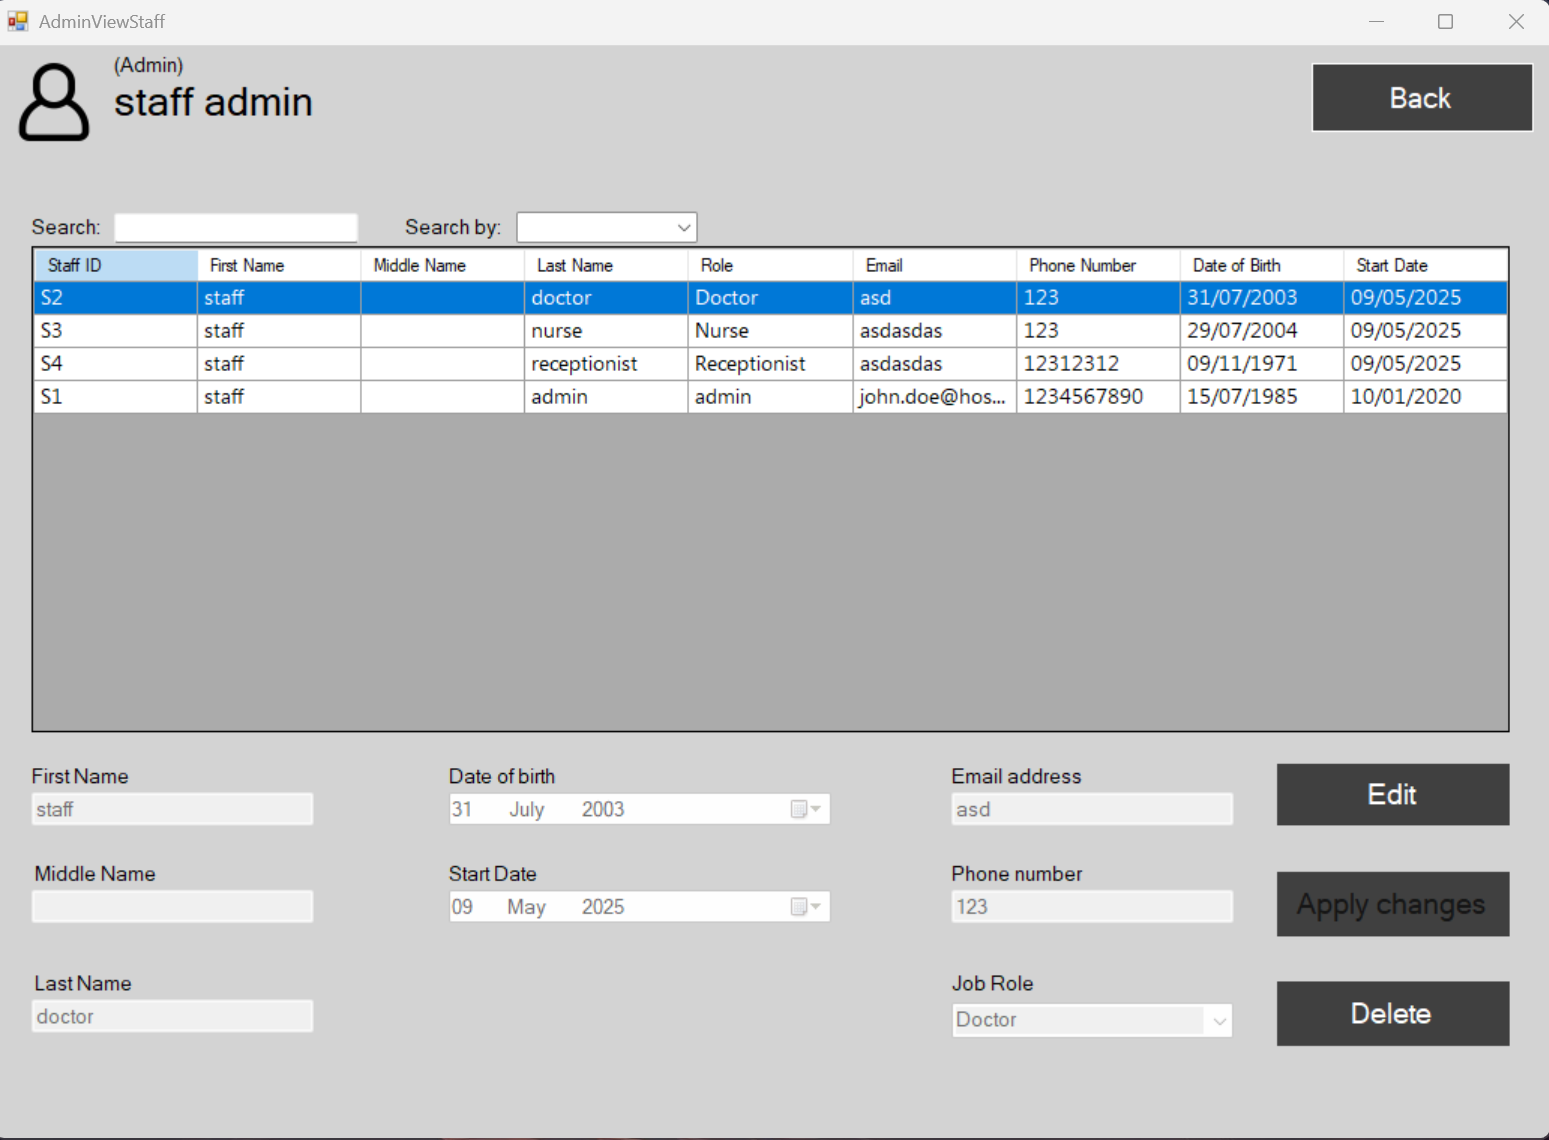 AdminViewStaff
(Admin)
staff admin
Back
Search:
Search by:
Staff ID First Name Middle Name Last Name Role Email Phone Number Date of Birth Start Date
S2 staff doctor Doctor asd 123 31/07/2003 09/05/2025
S3 staff nurse Nurse asdasdas 123 29/07/2004 09/05/2025
S4 staff receptionist Receptionist asdasdas 12312312 09/11/1971 09/05/2025
S1 staff admin admin john.doe@hos... 1234567890 15/07/1985 10/01/2020
First Name Date of birth Email address
staff 31 July 2003 asd Edit
Middle Name Start Date Phone number
09 May 2025 123 Apply changes
Last Name Job Role
doctor Doctor Delete